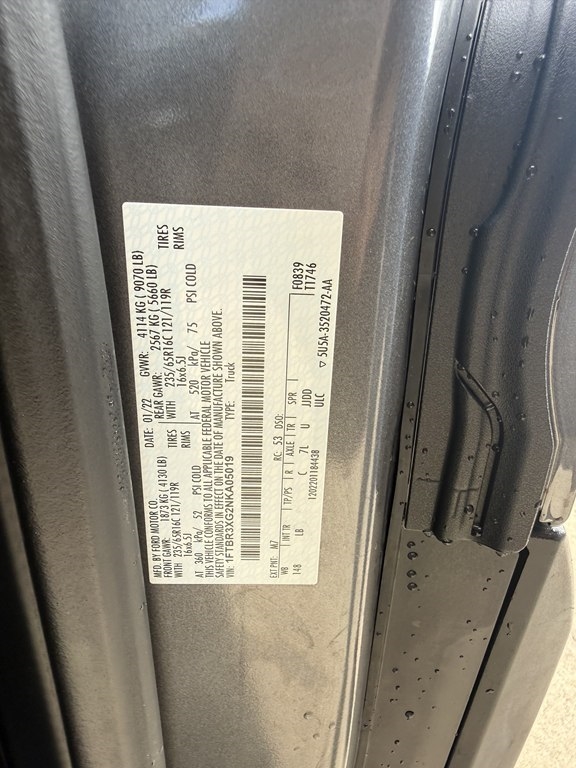 MFD. BY FORD MOTOR CO.
DATE: 01/22 GVWR: 4114 KG ( 9070 LB)
FRONT GAWR: 1873 KG ( 4130 LB) REAR GAWR: 2567 KG ( 5660 LB)
WITH 235/65R16C 121/119R TIRES WITH 235/65R16C 121/119R TIRES
16x6.5J RIMS 16x6.5J RIMS
AT 360 kPa/ 52 PSI COLD AT 520 kPa/ 75 PSI COLD
THIS VEHICLE CONFORMS TO ALL APPLICABLE FEDERAL MOTOR VEHICLE
SAFETY STANDARDS IN EFFECT ON THE DATE OF MANUFACTURE SHOWN ABOVE.
VIN: 1FTBR3XG2NKA05019 TYPE: Truck
EXT PNT: M7 RC: 53 DSO: F0839
WB INT TR TP/PS R AXLE TR SPR T1746
148 LB C 7L U JJDD
ULC ▽ 5U5A-3520472-AA
1202201184438